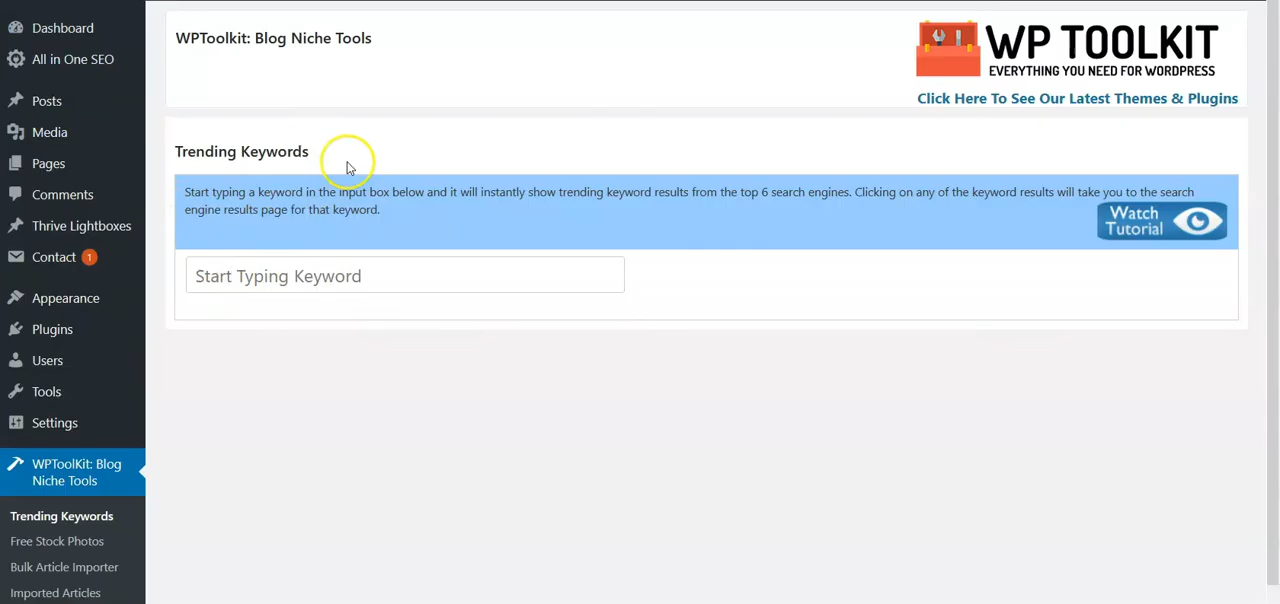 Dashboard
All in One SEO
Posts
Media
Pages
Comments
Thrive Lightboxes
Contact 1
Appearance
Plugins
Users
Tools
Settings
WPToolKit: Blog
Niche Tools
Trending Keywords
Free Stock Photos
Bulk Article Importer
Imported Articles
WPToolkit: Blog Niche Tools
WP TOOLKIT
EVERYTHING YOU NEED FOR WORDPRESS
Click Here To See Our Latest Themes & Plugins
Trending Keywords
Start typing a keyword in the input box below and it will instantly show trending keyword results from the top 6 search engines. Clicking on any of the keyword results will take you to the search
engine results page for that keyword.
Watch
Tutorial
Start Typing Keyword